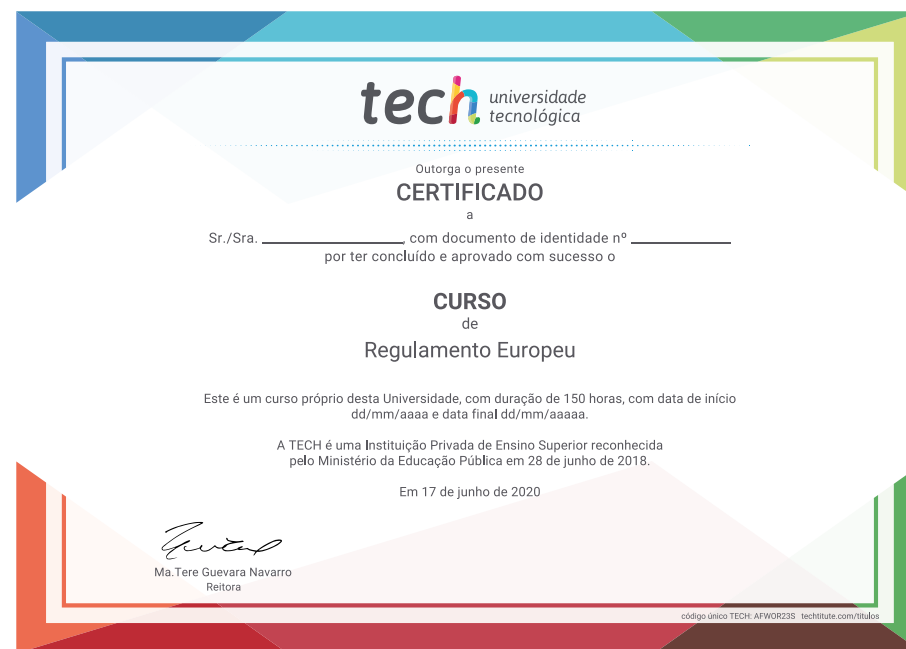 tech universidade
tecnológica
Outorga o presente
CERTIFICADO
a
Sr./Sra. ____________, com documento de identidade nº ____________
por ter concluído e aprovado com sucesso o
CURSO
de
Regulamento Europeu
Este é um curso próprio desta Universidade, com duração de 150 horas, com data de início
dd/mm/aaaa e data final dd/mm/aaaaa.
A TECH é uma Instituição Privada de Ensino Superior reconhecida
pelo Ministério da Educação Pública em 28 de junho de 2018.
Em 17 de junho de 2020
Ma.Tere Guevara Navarro
Reitora
código único TECH: AFWOR23S techtitute.com/titulos